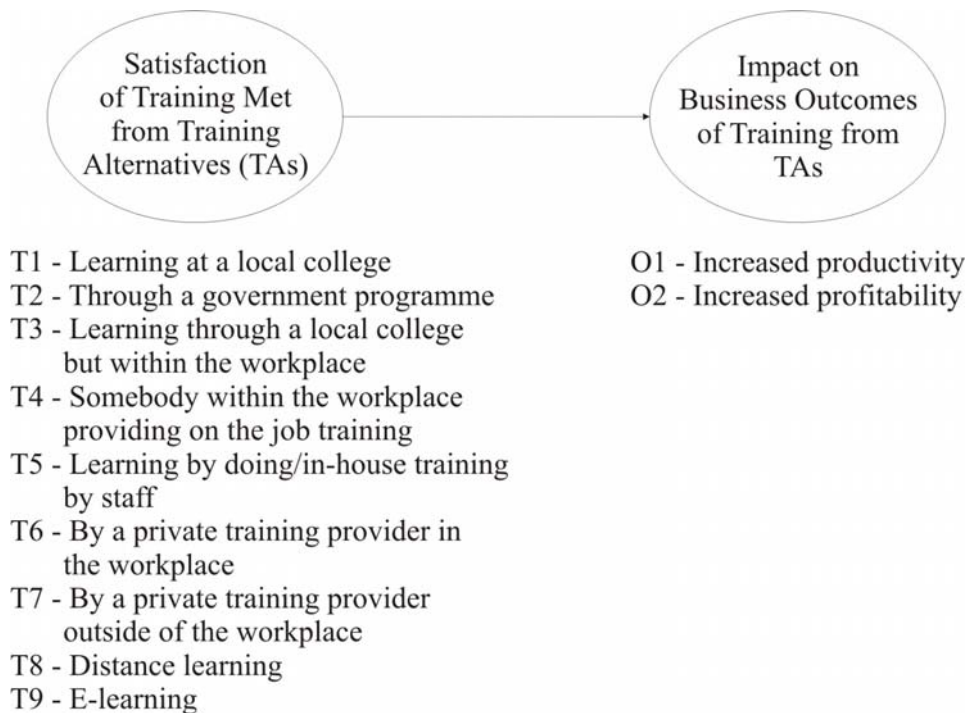 Satisfaction
of Training Met
from Training
Alternatives (TAs)
Impact on
Business Outcomes
of Training from
TAs
T1 - Learning at a local college
T2 - Through a government programme
T3 - Learning through a local college
but within the workplace
T4 - Somebody within the workplace
providing on the job training
T5 - Learning by doing/in-house training
by staff
T6 - By a private training provider in
the workplace
T7 - By a private training provider
outside of the workplace
T8 - Distance learning
T9 - E-learning
O1 - Increased productivity
O2 - Increased profitability